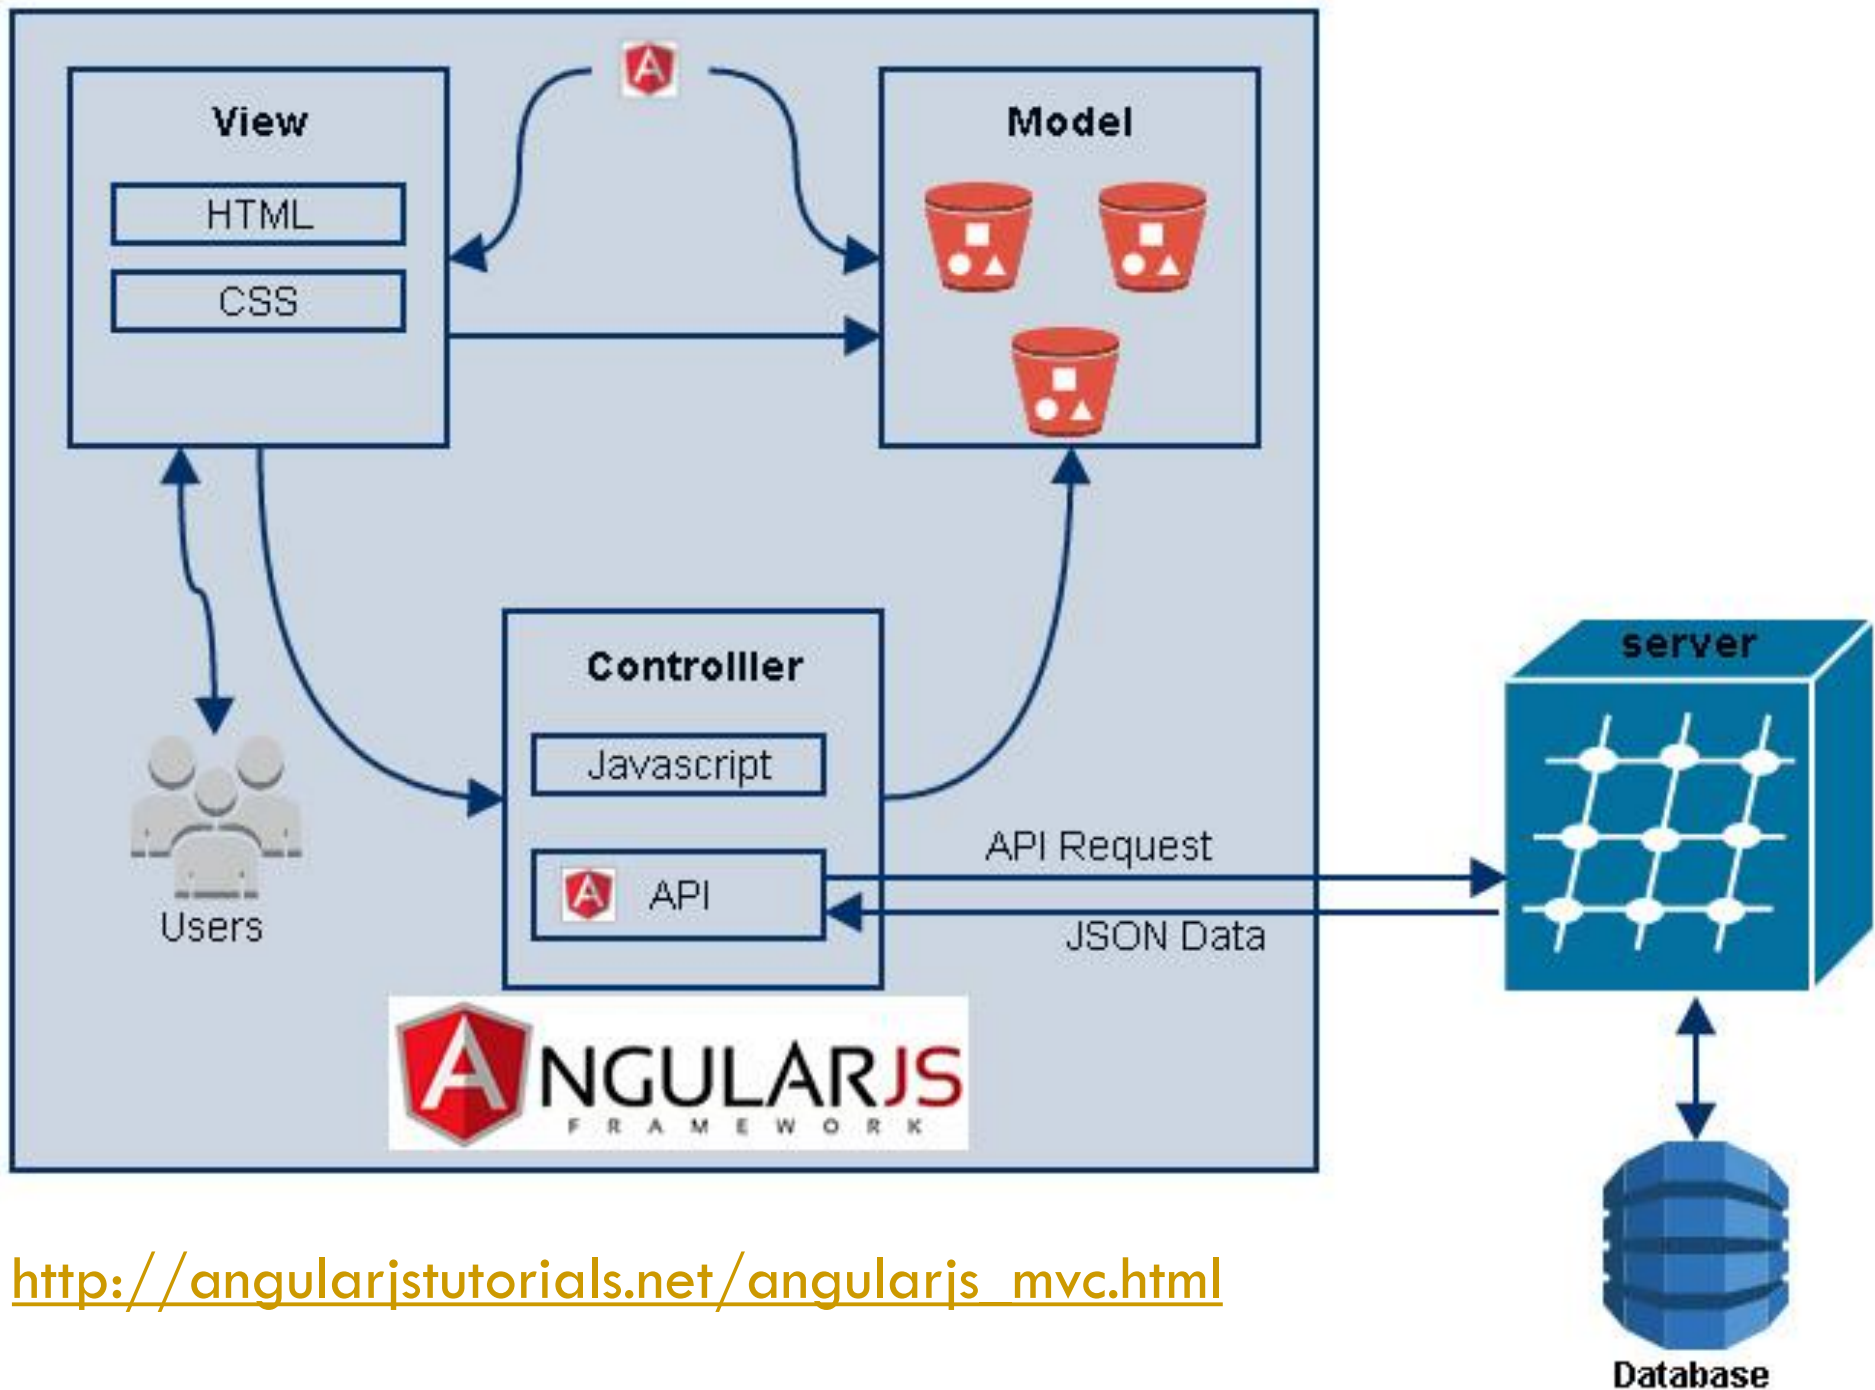 View
HTML
CSS
Model
Controlller
Javascript
API
Users
API Request
JSON Data
server
Database
ANGULARJS
FRAMEWORK
http://angularjstutorials.net/angularjs_mvc.html